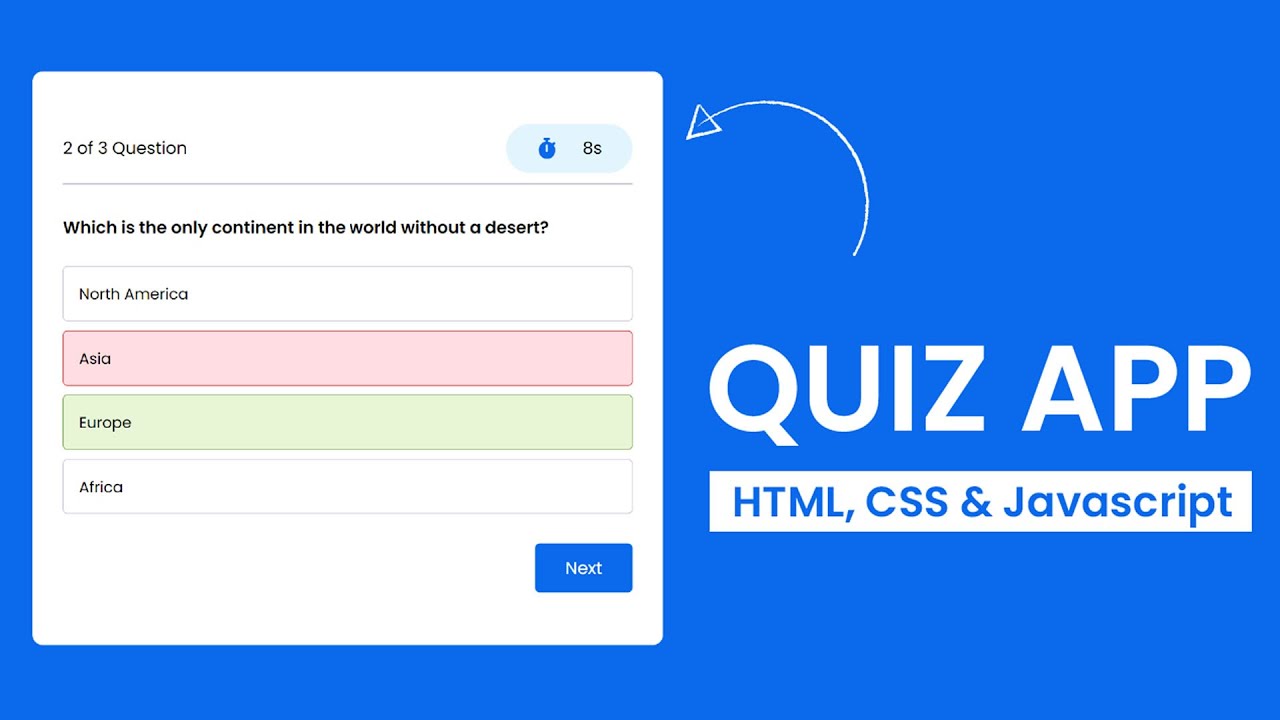 2 of 3 Question
8s
Which is the only continent in the world without a desert?
North America
Asia
Europe
Africa
Next
QUIZ APP
HTML, CSS & Javascript